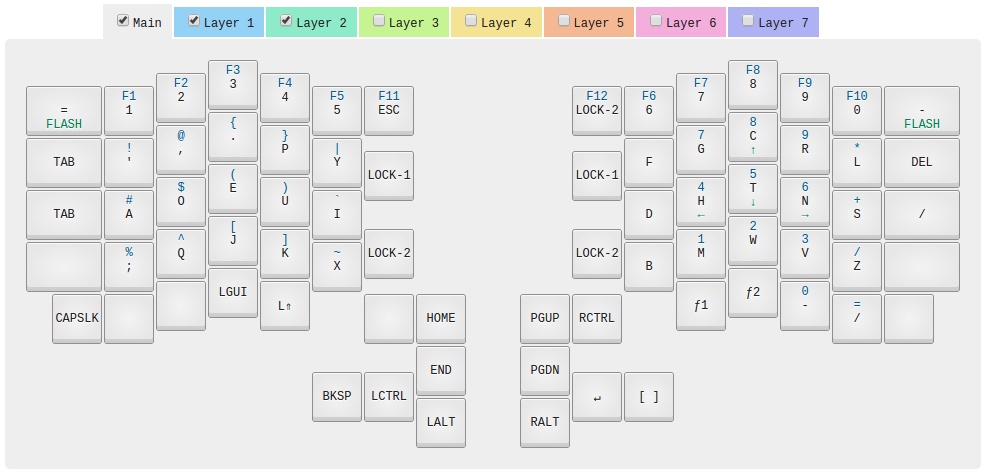 Main Layer 1 Layer 2 Layer 3 Layer 4 Layer 5 Layer 6 Layer 7
F3 F8
3 8
F2 F4 F7 F9
2 4 7 9
F1 F5 F11 F12 F6 F10
= 1 5 ESC LOCK-2 6 0 -
FLASH FLASH
{ 8
. C
↑
@ } 7 9
, P G R
! | *
TAB ' Y F L DEL
LOCK-1 LOCK-1
( 5
E T
↓
$ ) 4 6
O U H N
← →
# ` +
TAB A I D S /
[ 2
J W
^ ] 1 3
Q K M V
% ~ /
; X LOCK-2 LOCK-2 B Z
LGUI ƒ2
L⇑ ƒ1 0
-
CAPSLK HOME PGUP RCTRL =
/
END PGDN
BKSP LCTRL ↵ [ ]
LALT RALT